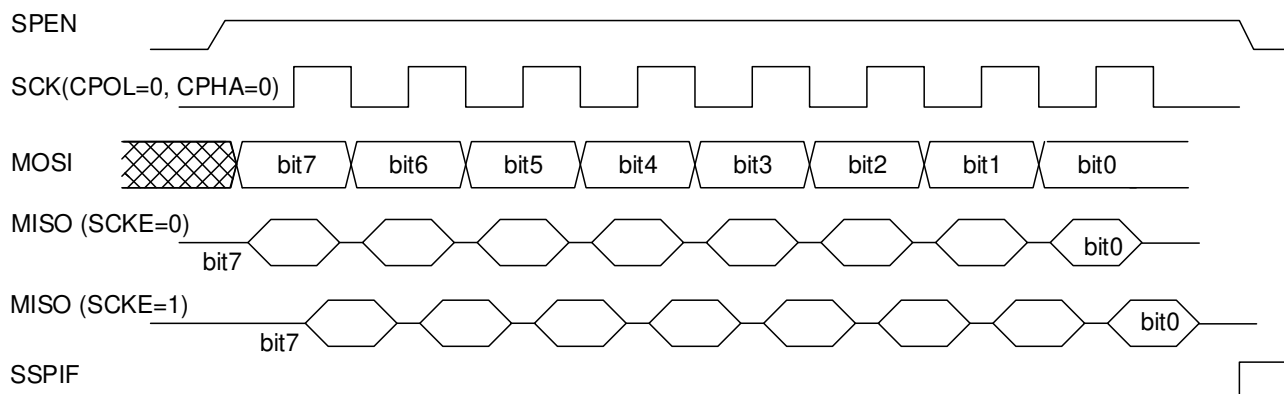 SPEN
SCK(CPOL=0, CPHA=0)
MOSI bit7 bit6 bit5 bit4 bit3 bit2 bit1 bit0
MISO (SCKE=0)
bit7 bit0
MISO (SCKE=1)
bit7 bit0
SSPIF